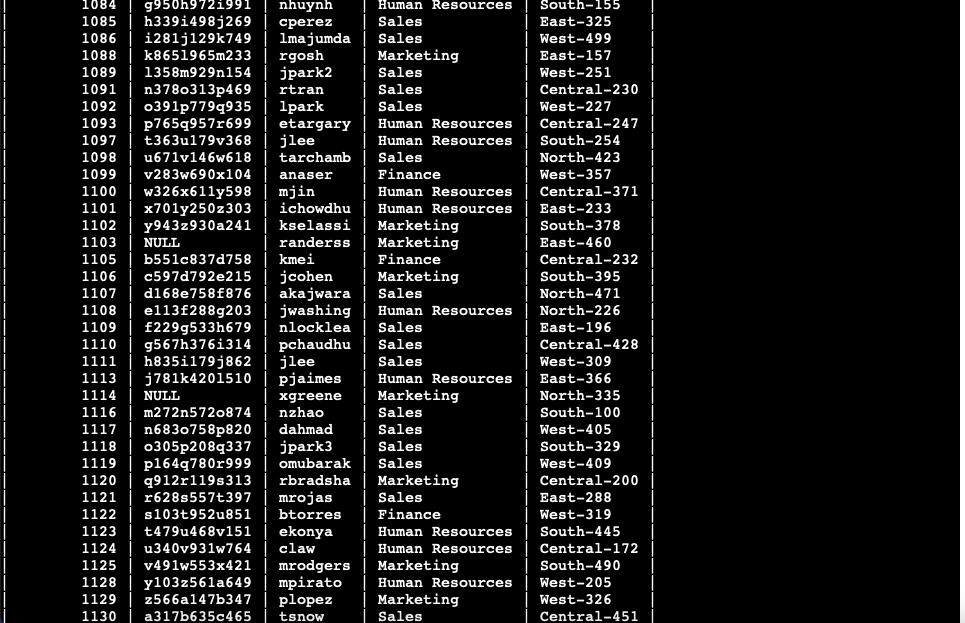 | 1084 | g950h972i991 | nhuynh | Human Resources | South-155 |
| 1085 | h339i498j269 | cperez | Sales | East-325 |
| 1086 | i281j129k749 | lmajumda | Sales | West-499 |
| 1088 | k865l965m233 | rgosh | Marketing | East-157 |
| 1089 | l358m929n154 | jpark2 | Sales | West-251 |
| 1091 | n378o313p469 | rtran | Sales | Central-230 |
| 1092 | o391p779q935 | lpark | Sales | West-227 |
| 1093 | p765q957r699 | etargary | Human Resources | Central-247 |
| 1097 | t363u179v368 | jlee | Human Resources | South-254 |
| 1098 | u671v146w618 | tarchamb | Sales | North-423 |
| 1099 | v283w690x104 | anaser | Finance | West-357 |
| 1100 | w326x611y598 | mjin | Human Resources | Central-371 |
| 1101 | x701y250z303 | ichowdhu | Human Resources | East-233 |
| 1102 | y943z930a241 | kselassi | Marketing | South-378 |
| 1103 | NULL | randerss | Marketing | East-460 |
| 1105 | b551c837d758 | kmei | Finance | Central-232 |
| 1106 | c597d792e215 | jcohen | Marketing | South-395 |
| 1107 | d168e758f876 | akajwara | Sales | North-471 |
| 1108 | e113f288g203 | jwashing | Human Resources | North-226 |
| 1109 | f229g533h679 | nlocklea | Sales | East-196 |
| 1110 | g567h376i314 | pchaudhu | Sales | Central-428 |
| 1111 | h835i179j862 | jlee | Sales | West-309 |
| 1113 | j781k420l510 | pjaimes | Human Resources | East-366 |
| 1114 | NULL | xgreene | Marketing | North-335 |
| 1116 | m272n572o874 | nzhao | Sales | South-100 |
| 1117 | n683o758p820 | dahmad | Sales | West-405 |
| 1118 | o305p208q337 | jpark3 | Sales | South-329 |
| 1119 | p164q780r999 | omubarak | Sales | West-409 |
| 1120 | q912r119s313 | rbradsha | Marketing | Central-200 |
| 1121 | r628s557t397 | mrojas | Sales | East-288 |
| 1122 | s103t952u851 | btorres | Finance | West-319 |
| 1123 | t479u468v151 | ekonya | Human Resources | South-445 |
| 1124 | u340v931w764 | claw | Human Resources | Central-172 |
| 1125 | v491w553x421 | mrodgers | Marketing | South-490 |
| 1128 | y103z561a649 | mpirato | Human Resources | West-205 |
| 1129 | z566a147b347 | plopez | Marketing | West-326 |
| 1130 | a317b635c465 | tsnow | Sales | Central-451 |